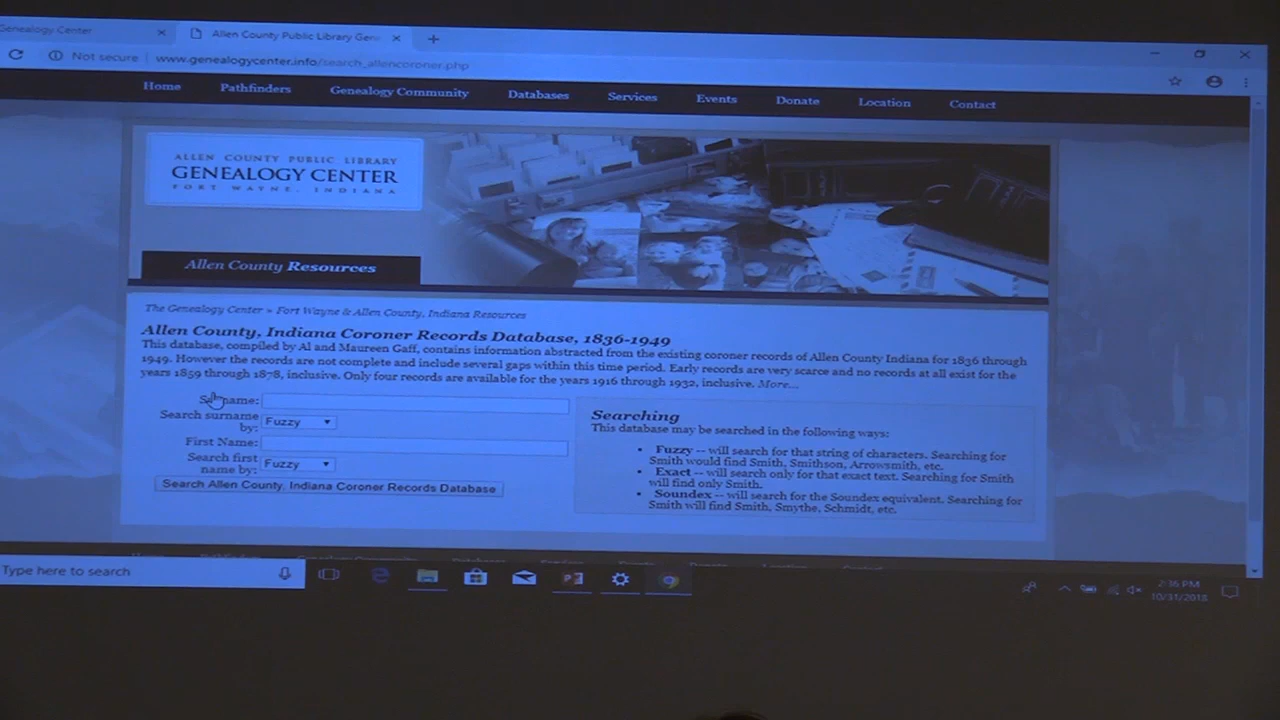 Genealogy Center
Allen County Public Library Gene
Not secure | www.genealogycenter.info/search_allencoroner.php
Home Pathfinders Genealogy Community Databases Services Events Donate Location Contact
ALLEN COUNTY PUBLIC LIBRARY
GENEALOGY CENTER
FORT WAYNE, INDIANA
Allen County Resources
The Genealogy Center » Fort Wayne & Allen County, Indiana Resources
Allen County, Indiana Coroner Records Database, 1836-1949
This database, compiled by Al and Maureen Gaff, contains information abstracted from the existing coroner records of Allen County Indiana for 1836 through
1949. However the records are not complete and include several gaps within this time period. Early records are very scarce and no records at all exist for the
years 1859 through 1878, inclusive. Only four records are available for the years 1916 through 1932, inclusive. More...
Surname:
Search surname
by: Fuzzy
First Name:
Search first
name by: Fuzzy
Search Allen County, Indiana Coroner Records Database
Searching
This database may be searched in the following ways:
• Fuzzy -- will search for that string of characters. Searching for
Smith would find Smith, Smithson, Arrowsmith, etc.
• Exact -- will search only for that exact text. Searching for Smith
will find only Smith.
• Soundex -- will search for the Soundex equivalent. Searching for
Smith will find Smith, Smythe, Schmidt, etc.
Type here to search
2:36 PM
10/31/2018